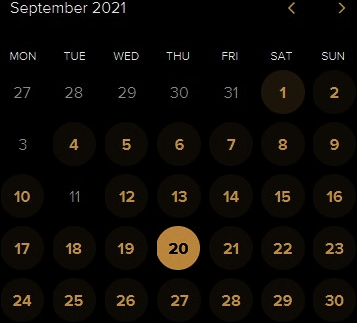 September 2021
MON TUE WED THU FRI SAT SUN
27 28 29 30 31 1 2
3 4 5 6 7 8 9
10 11 12 13 14 15 16
17 18 19 20 21 22 23
24 25 26 27 28 29 30